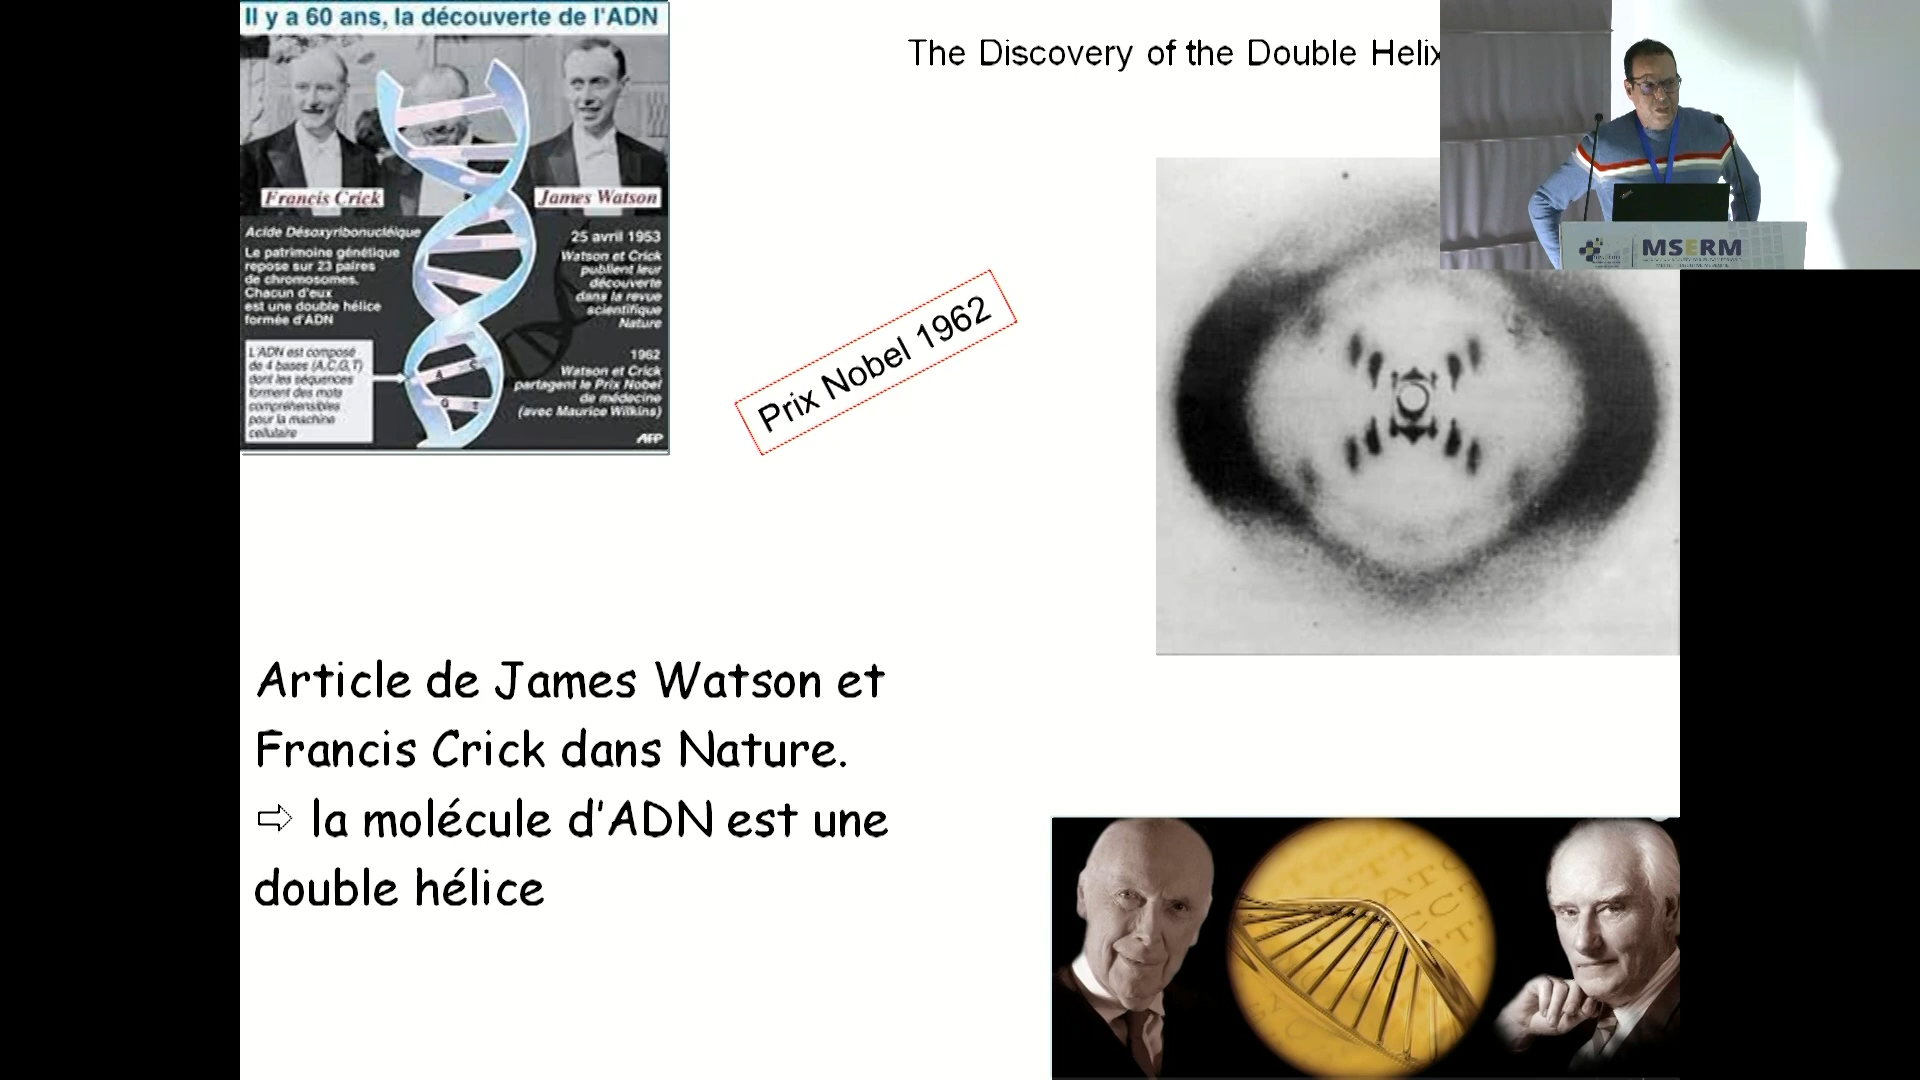 Il y a 60 ans, la découverte de l'ADN
The Discovery of the Double Helix
Francis Crick
James Watson
Acide Désoxyribonucléique
Le patrimoine génétique
repose sur 23 paires
de chromosomes.
Chacun d'eux
est une double hélice
formée d'ADN
L'ADN est composé
de 4 bases (A,C,G,T)
dont les séquences
forment des mots
compréhensibles
pour la machine
cellulaire
A
C
G
T
25 avril 1953
Watson et Crick
publient leur
découverte
dans la revue
scientifique
Nature
1962
Watson et Crick
partagent le Prix Nobel
de médecine
(avec Maurice Wilkins)
AFP
Prix Nobel 1962
MSERM
Article de James Watson et
Francis Crick dans Nature.
⇨ la molécule d'ADN est une
double hélice